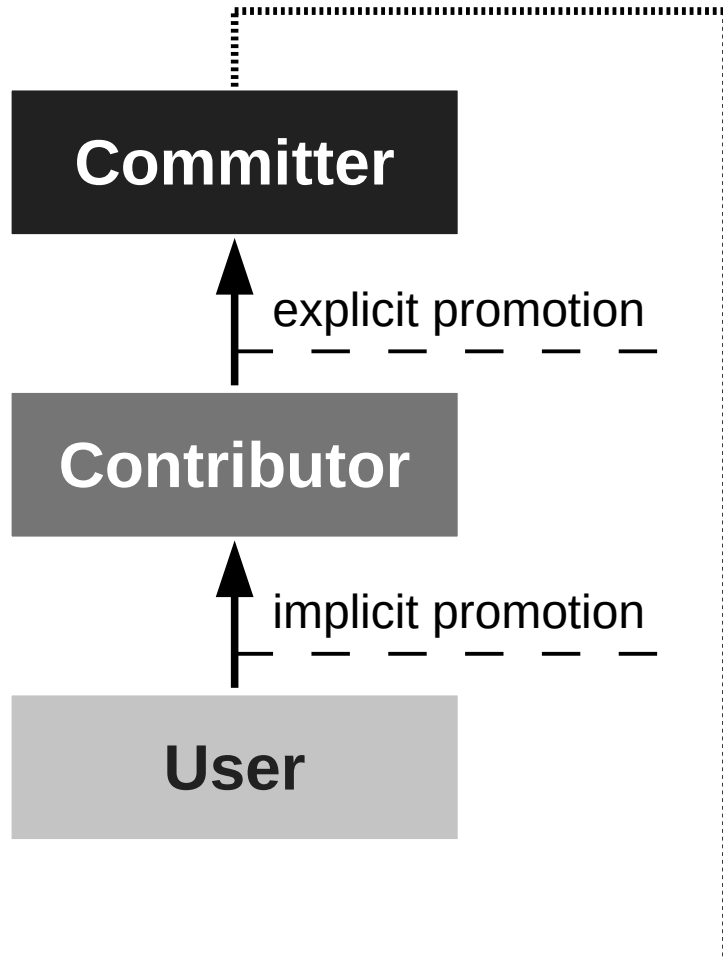 Committer
explicit promotion
Contributor
implicit promotion
User